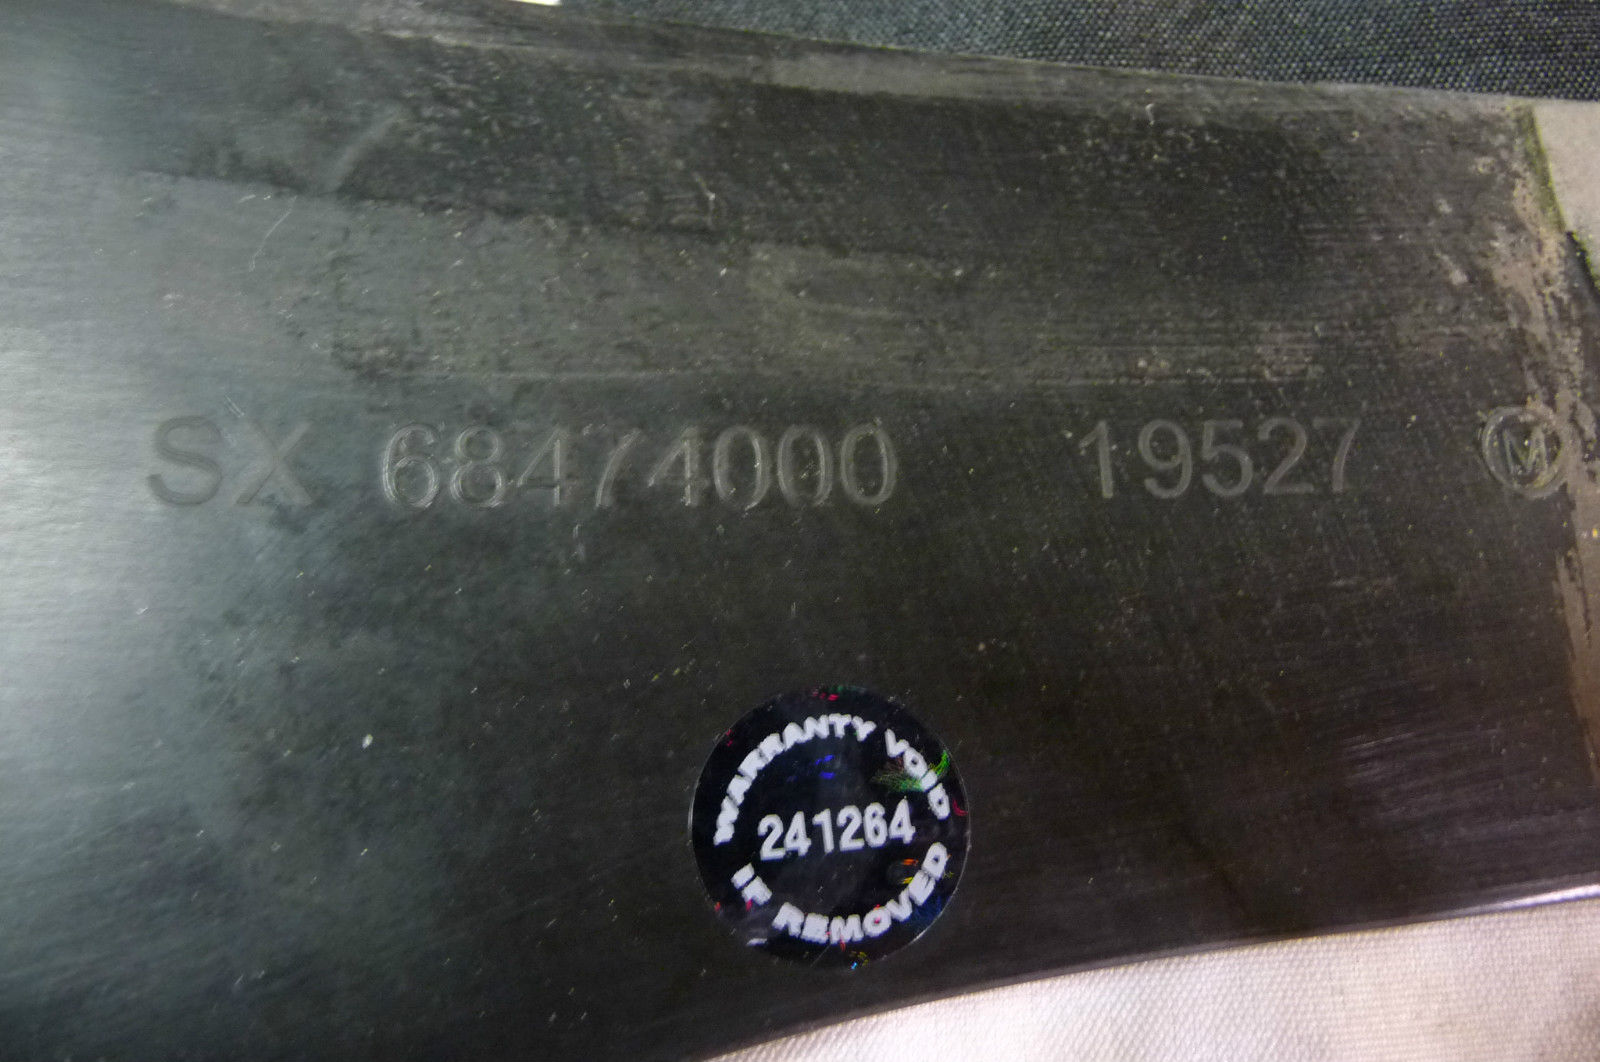 SX 68474000 19527 M
WARRANTY VOID
241264
IF REMOVED